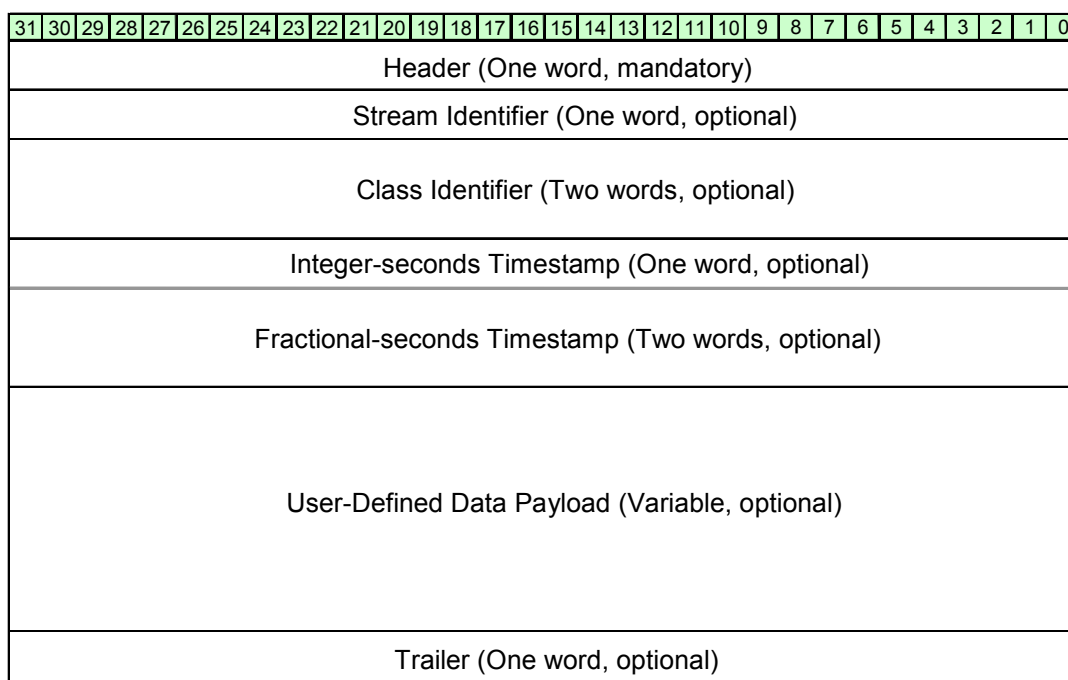 31 30 29 28 27 26 25 24 23 22 21 20 19 18 17 16 15 14 13 12 11 10 9 8 7 6 5 4 3 2 1 0
Header (One word, mandatory)
Stream Identifier (One word, optional)
Class Identifier (Two words, optional)
Integer-seconds Timestamp (One word, optional)
Fractional-seconds Timestamp (Two words, optional)
User-Defined Data Payload (Variable, optional)
Trailer (One word, optional)